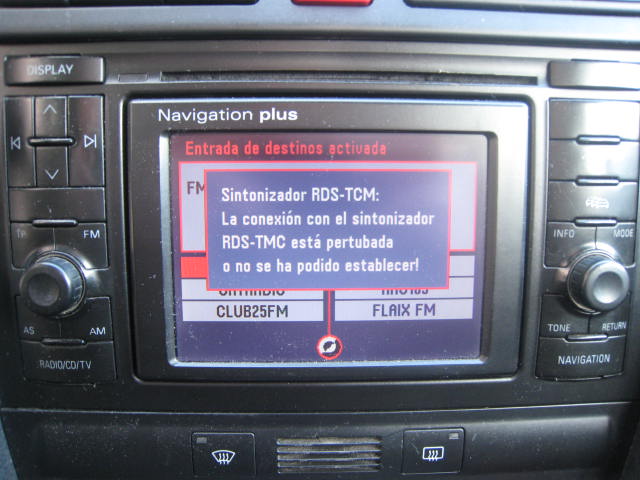 DISPLAY
Navigation plus
Entrada de destinos activada
FM
Sintonizador RDS-TCM:
La conexión con el sintonizador
RDS-TMC está pertubada
o no se ha podido establecer!
CLUB25FM
FLAIX FM
TP
FM
AS
AM
RADIO/CD/TV
INFO
MODE
TONE
RETURN
NAVIGATION